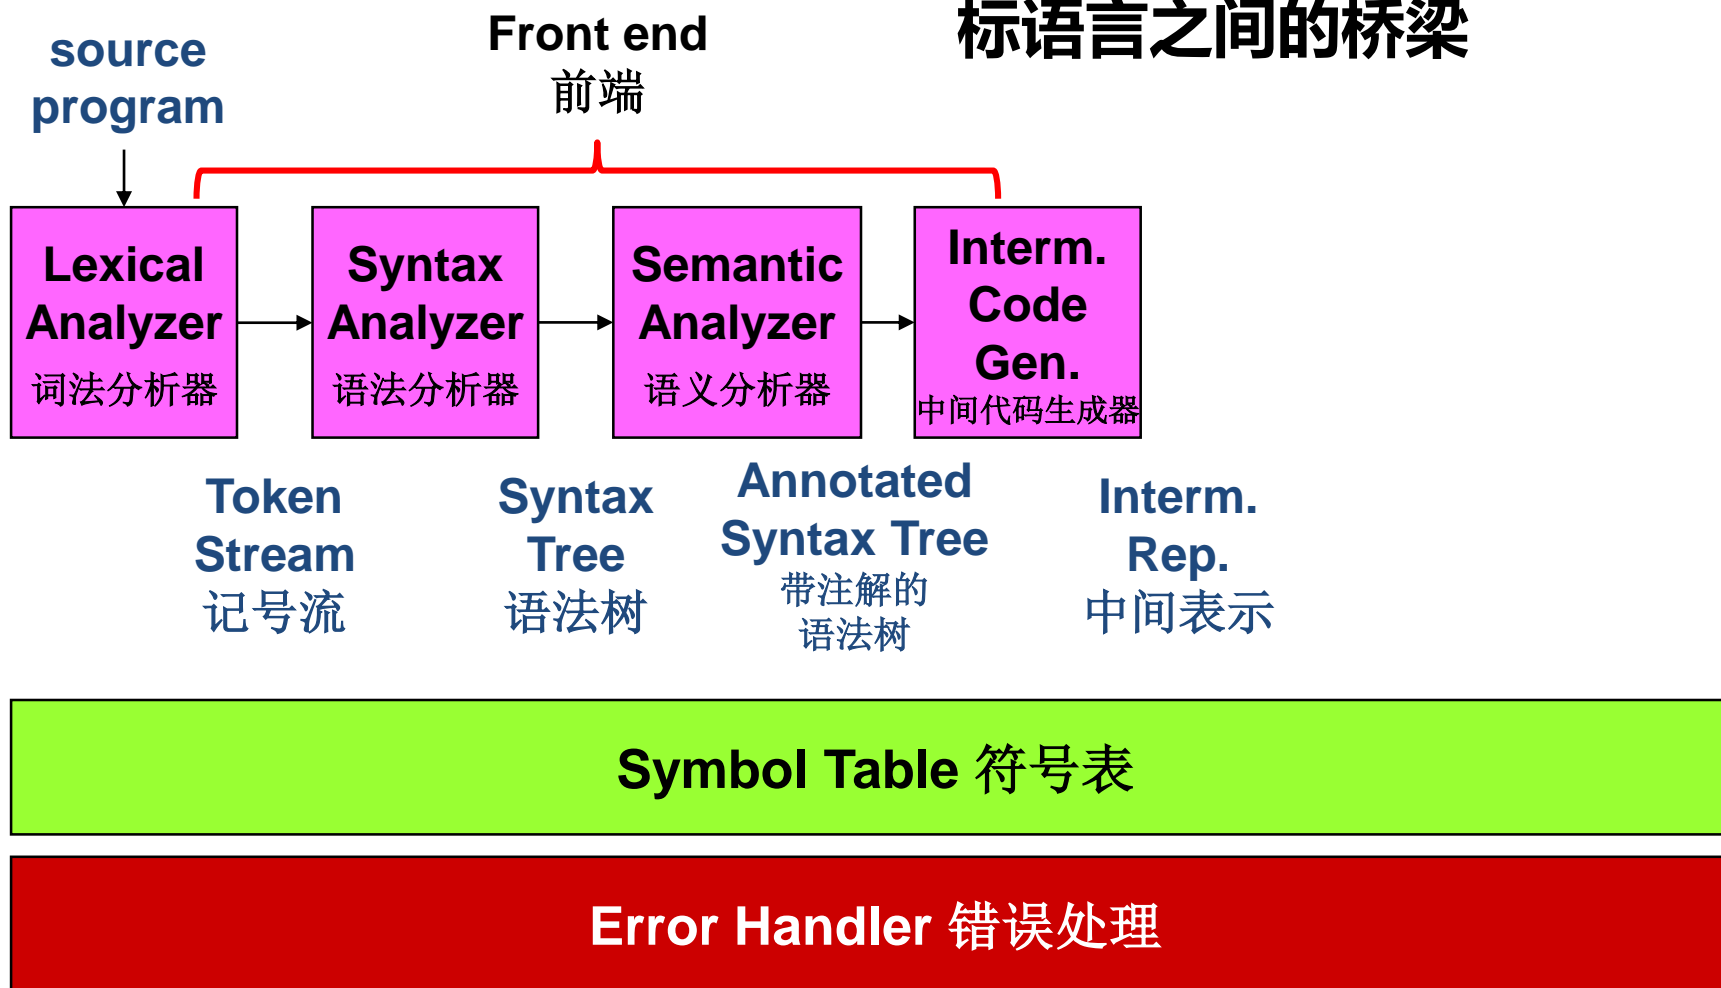 标语言之间的桥梁
source
program
Front end
前端
Lexical
Analyzer
词法分析器
Syntax
Analyzer
语法分析器
Semantic
Analyzer
语义分析器
Interm.
Code
Gen.
中间代码生成器
Token
Stream
记号流
Syntax
Tree
语法树
Annotated
Syntax Tree
带注解的
语法树
Interm.
Rep.
中间表示
Symbol Table 符号表
Error Handler 错误处理